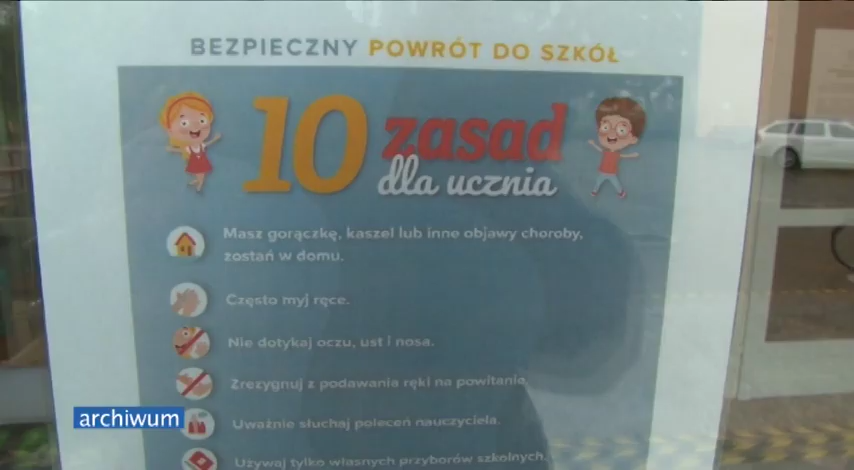 BEZPIECZNY POWRÓT DO SZKÓŁ
10 zasad
dla ucznia
Masz gorączkę, kaszel lub inne objawy choroby,
zostań w domu.
Często myj ręce.
Nie dotykaj oczu, ust i nosa.
Zrezygnuj z podawania ręki na powitanie.
Uważnie słuchaj poleceń nauczyciela.
Używaj tylko własnych przyborów szkolnych.
archiwum